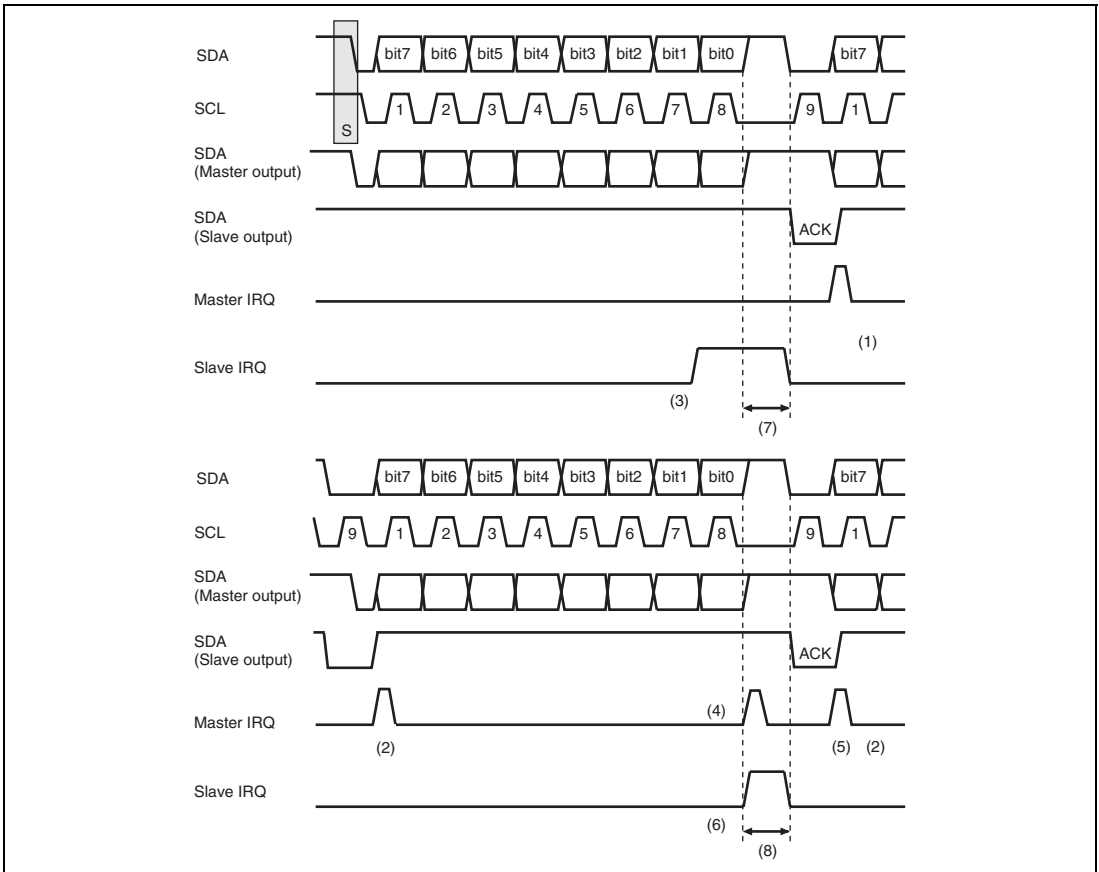 SDA bit7 bit6 bit5 bit4 bit3 bit2 bit1 bit0 bit7
SCL 1 2 3 4 5 6 7 8 9 1
S
SDA
(Master output)
SDA
(Slave output) ACK
Master IRQ
(1)
Slave IRQ
(3)
(7)
SDA bit7 bit6 bit5 bit4 bit3 bit2 bit1 bit0 bit7
SCL 9 1 2 3 4 5 6 7 8 9 1
SDA
(Master output)
SDA
(Slave output) ACK
Master IRQ (4)
(2) (5) (2)
Slave IRQ
(6)
(8)